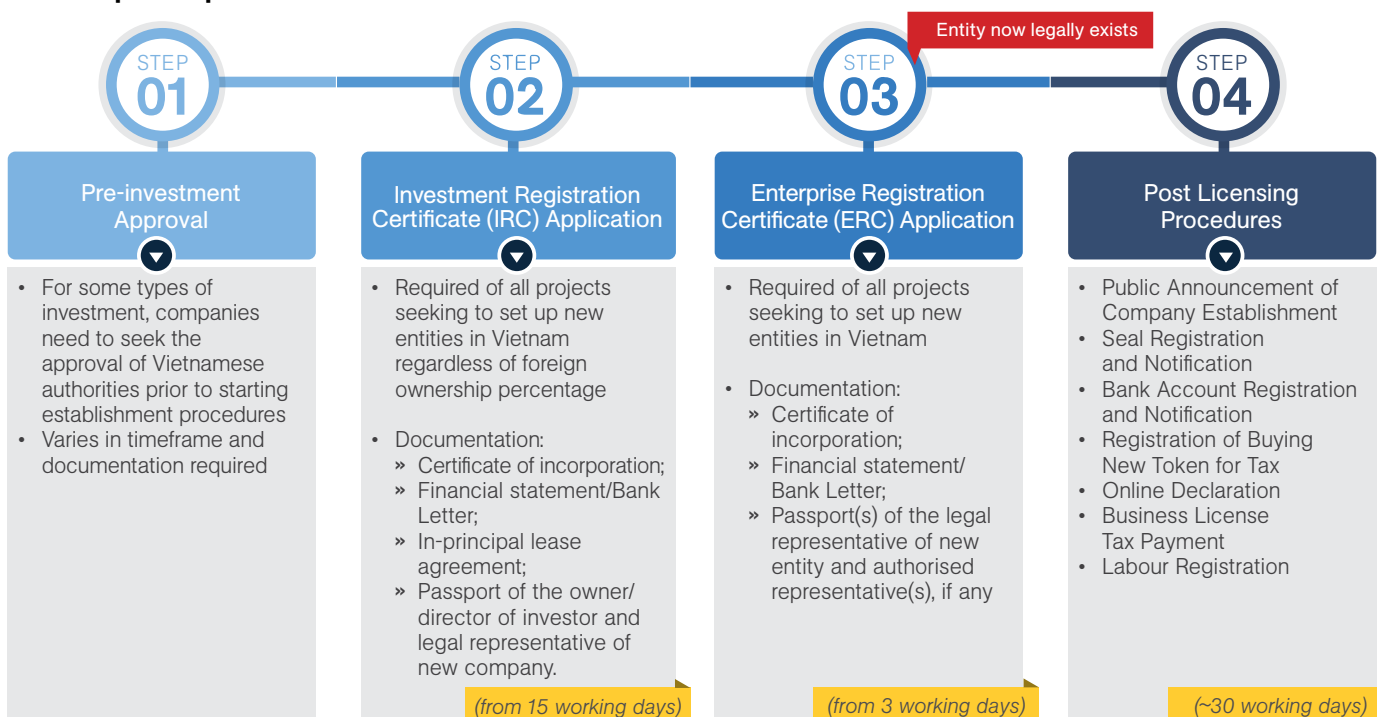 Entity now legally exists
STEP
01
STEP
02
STEP
03
STEP
04
Pre-investment
Approval
• For some types of
investment, companies
need to seek the
approval of Vietnamese
authorities prior to starting
establishment procedures
• Varies in timeframe and
documentation required
Investment Registration
Certificate (IRC) Application
• Required of all projects
seeking to set up new
entities in Vietnam
regardless of foreign
ownership percentage
• Documentation:
» Certificate of incorporation;
» Financial statement/Bank
Letter;
» In-principal lease
agreement;
» Passport of the owner/
director of investor and
legal representative of
new company.
(from 15 working days)
Enterprise Registration
Certificate (ERC) Application
• Required of all projects
seeking to set up new
entities in Vietnam
• Documentation:
» Certificate of
incorporation;
» Financial statement/
Bank Letter;
» Passport(s) of the legal
representative of new
entity and authorised
representative(s), if any
(from 3 working days)
Post Licensing
Procedures
• Public Announcement of
Company Establishment
• Seal Registration
and Notification
• Bank Account Registration
and Notification
• Registration of Buying
New Token for Tax
• Online Declaration
• Business License
Tax Payment
• Labour Registration
(~30 working days)